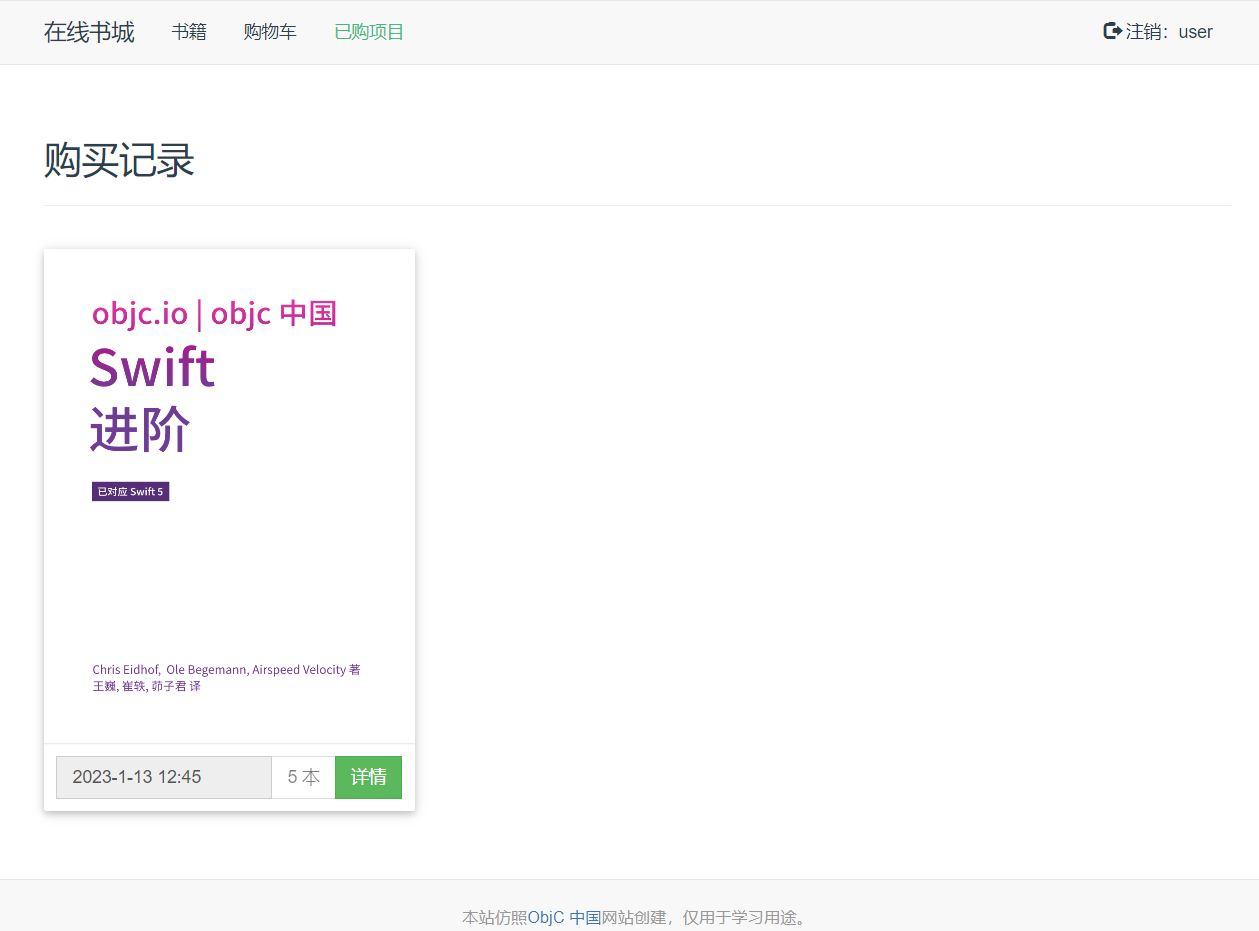 在线书城 书籍 购物车 已购项目 注销：user
购买记录
objc.io | objc 中国
Swift
进阶
已对应 Swift 5
Chris Eidhof, Ole Begemann, Airspeed Velocity 著
王巍, 崔轶, 茆子君 译
2023-1-13 12:45 5 本 详情
本站仿照ObjC 中国网站创建，仅用于学习用途。